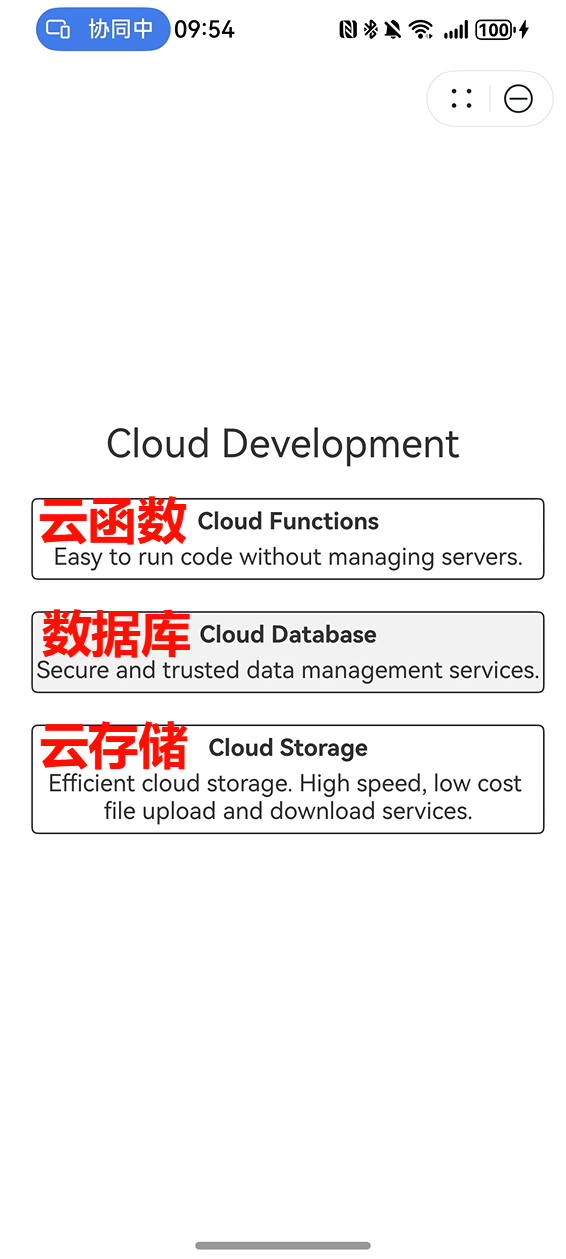 协同中 09:54 100
Cloud Development
云函数 Cloud Functions
Easy to run code without managing servers.
数据库 Cloud Database
Secure and trusted data management services.
云存储 Cloud Storage
Efficient cloud storage. High speed, low cost
file upload and download services.